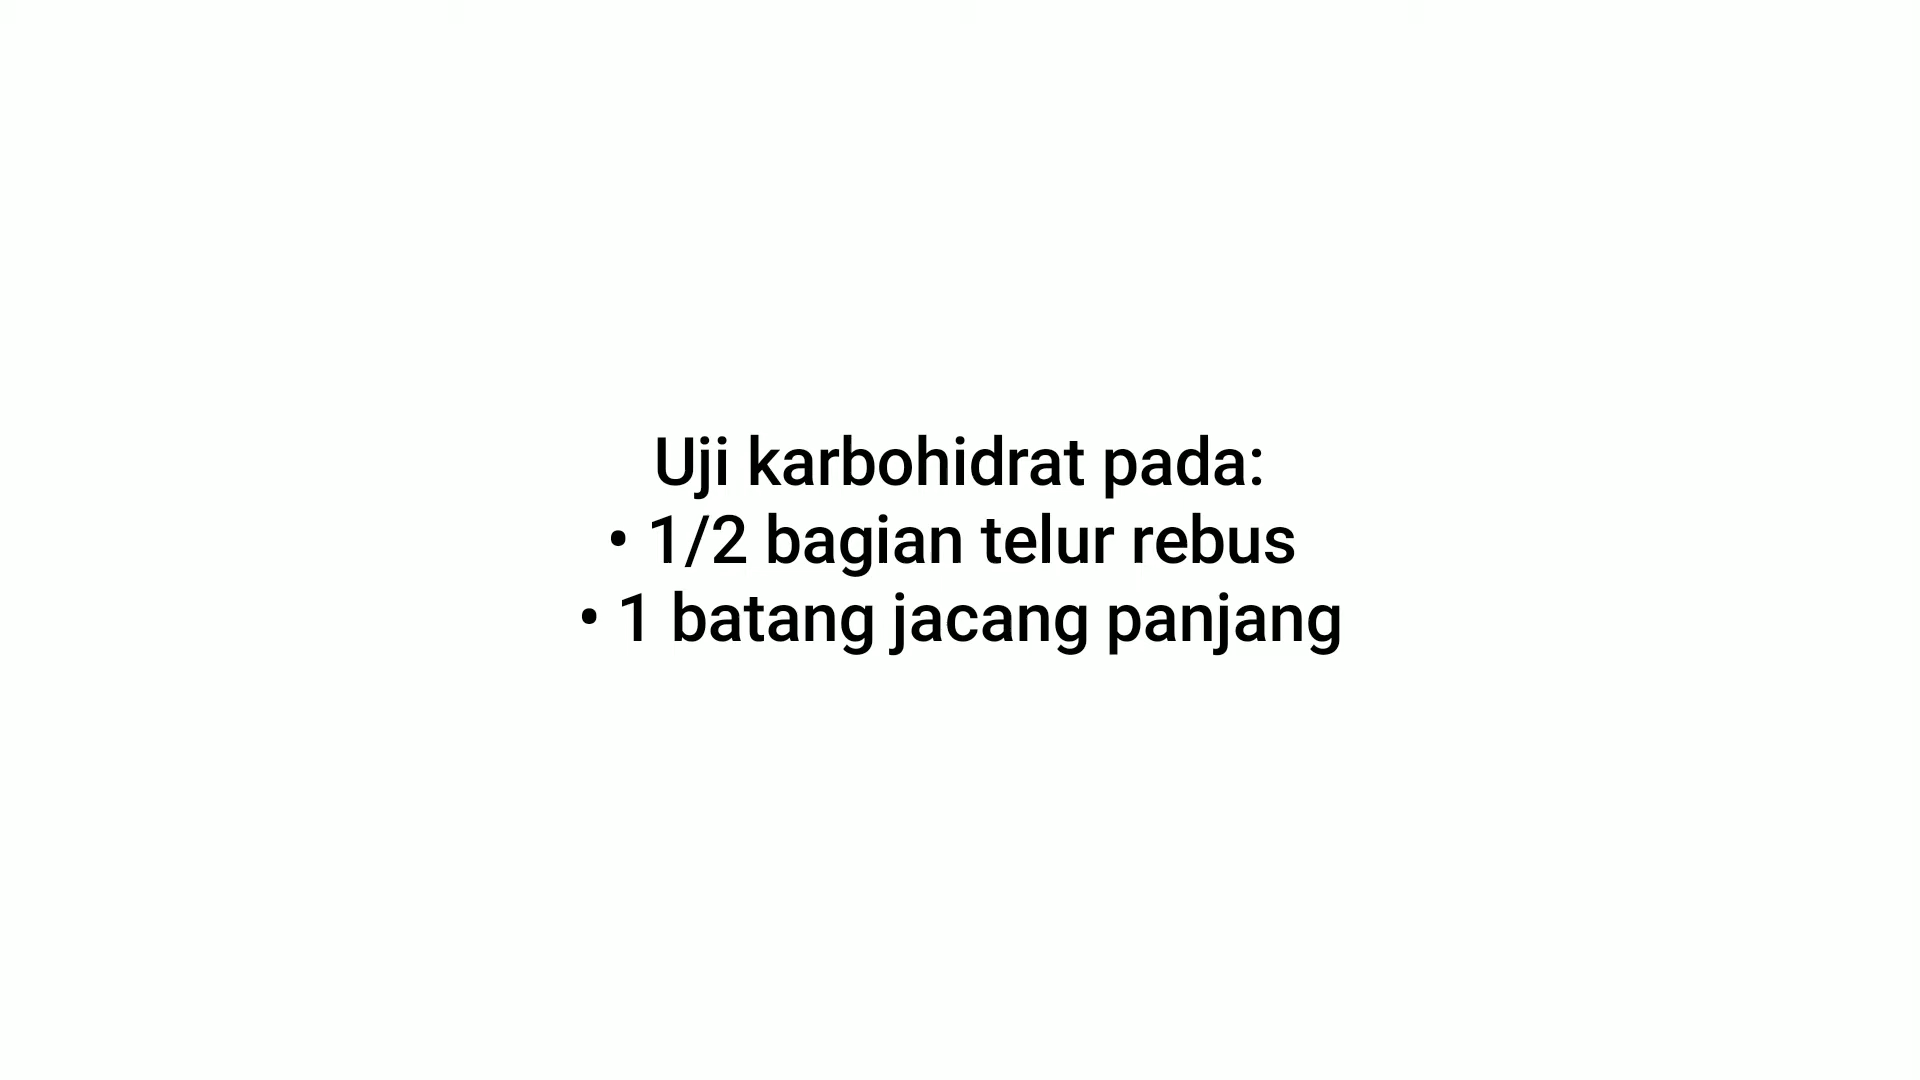 Uji karbohidrat pada:
• 1/2 bagian telur rebus
• 1 batang jacang panjang